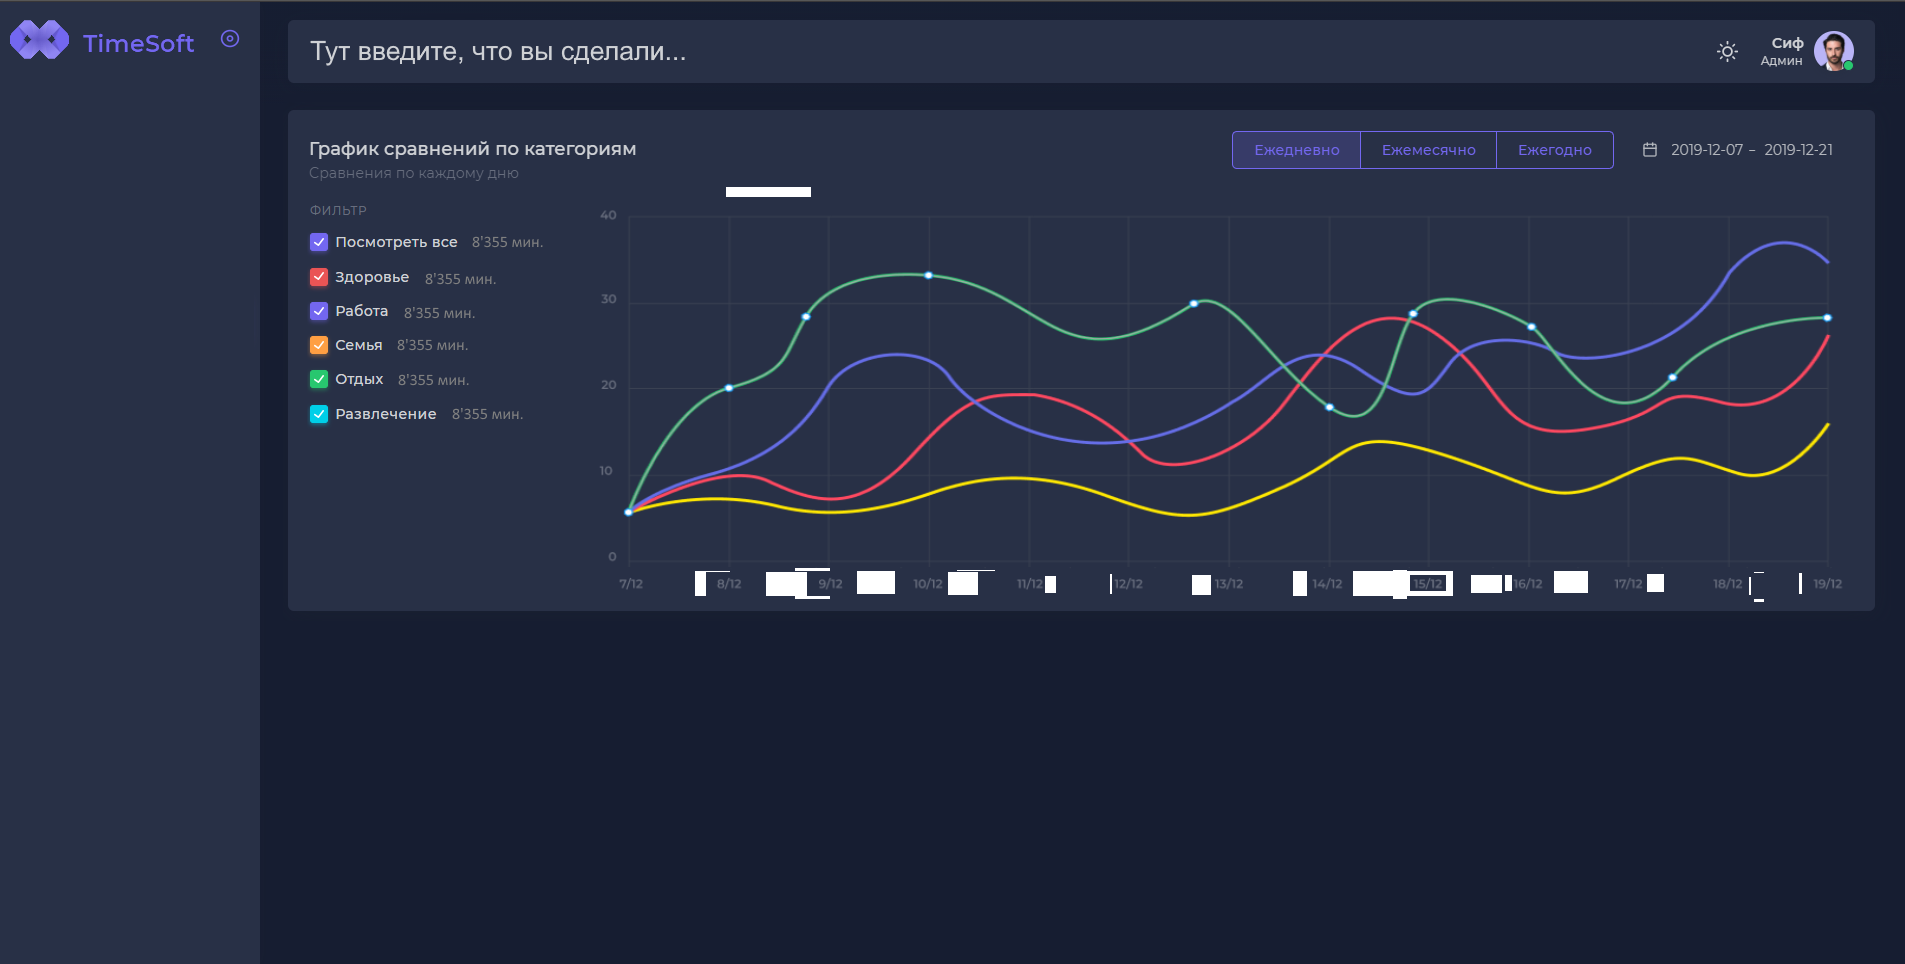 TimeSoft
Тут введите, что вы сделали...
Сиф
Админ
График сравнений по категориям
Сравнения по каждому дню
Ежедневно Ежемесячно Ежегодно
2019-12-07 - 2019-12-21
ФИЛЬТР
Посмотреть все 8'355 мин.
Здоровье 8'355 мин.
Работа 8'355 мин.
Семья 8'355 мин.
Отдых 8'355 мин.
Развлечение 8'355 мин.
40
30
20
10
0
7/12 8/12 9/12 10/12 11/12 12/12 13/12 14/12 15/12 16/12 17/12 18/12 19/12